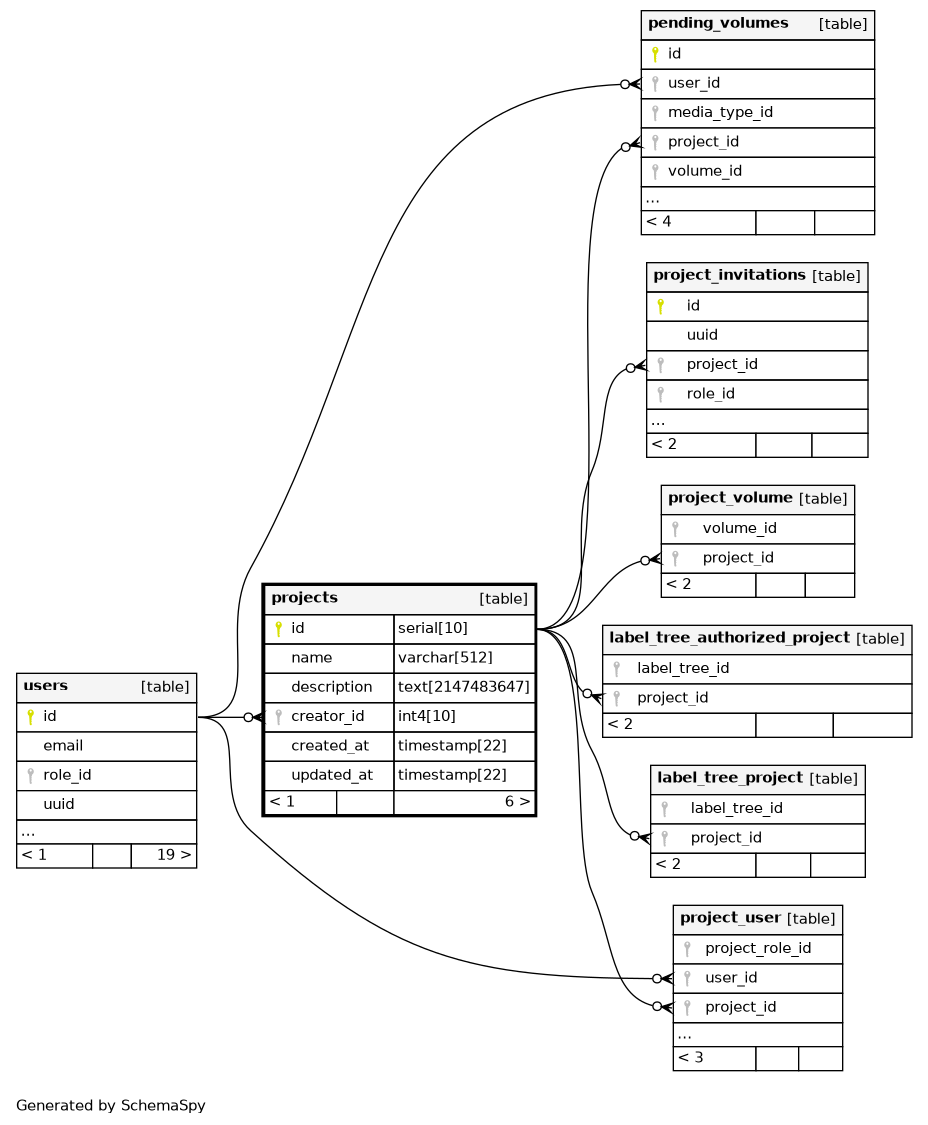 pending_volumes [table]
id
user_id
media_type_id
project_id
volume_id
...
< 4
project_invitations [table]
id
uuid
project_id
role_id
...
< 2
project_volume [table]
volume_id
project_id
< 2
projects [table]
id serial[10]
name varchar[512]
description text[2147483647]
creator_id int4[10]
created_at timestamp[22]
updated_at timestamp[22]
< 1 6 >
label_tree_authorized_project [table]
label_tree_id
project_id
< 2
users [table]
id
email
role_id
uuid
...
< 1 19 >
label_tree_project [table]
label_tree_id
project_id
< 2
project_user [table]
project_role_id
user_id
project_id
...
< 3
Generated by SchemaSpy